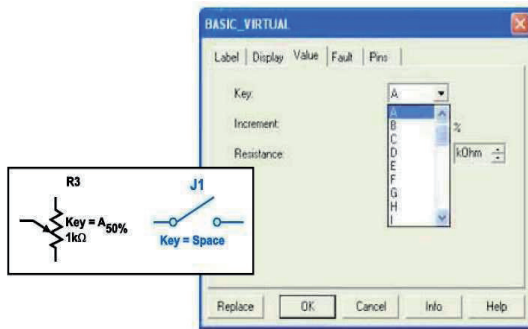 BASIC_VIRTUAL
Label Display Value Fault Pins
Key: A
A
B
C
D
E
F
G
H
I
Increment: %
Resistance: kOhm
R3
Key = A 50%
1kΩ
J1
Key = Space
Replace OK Cancel Info Help